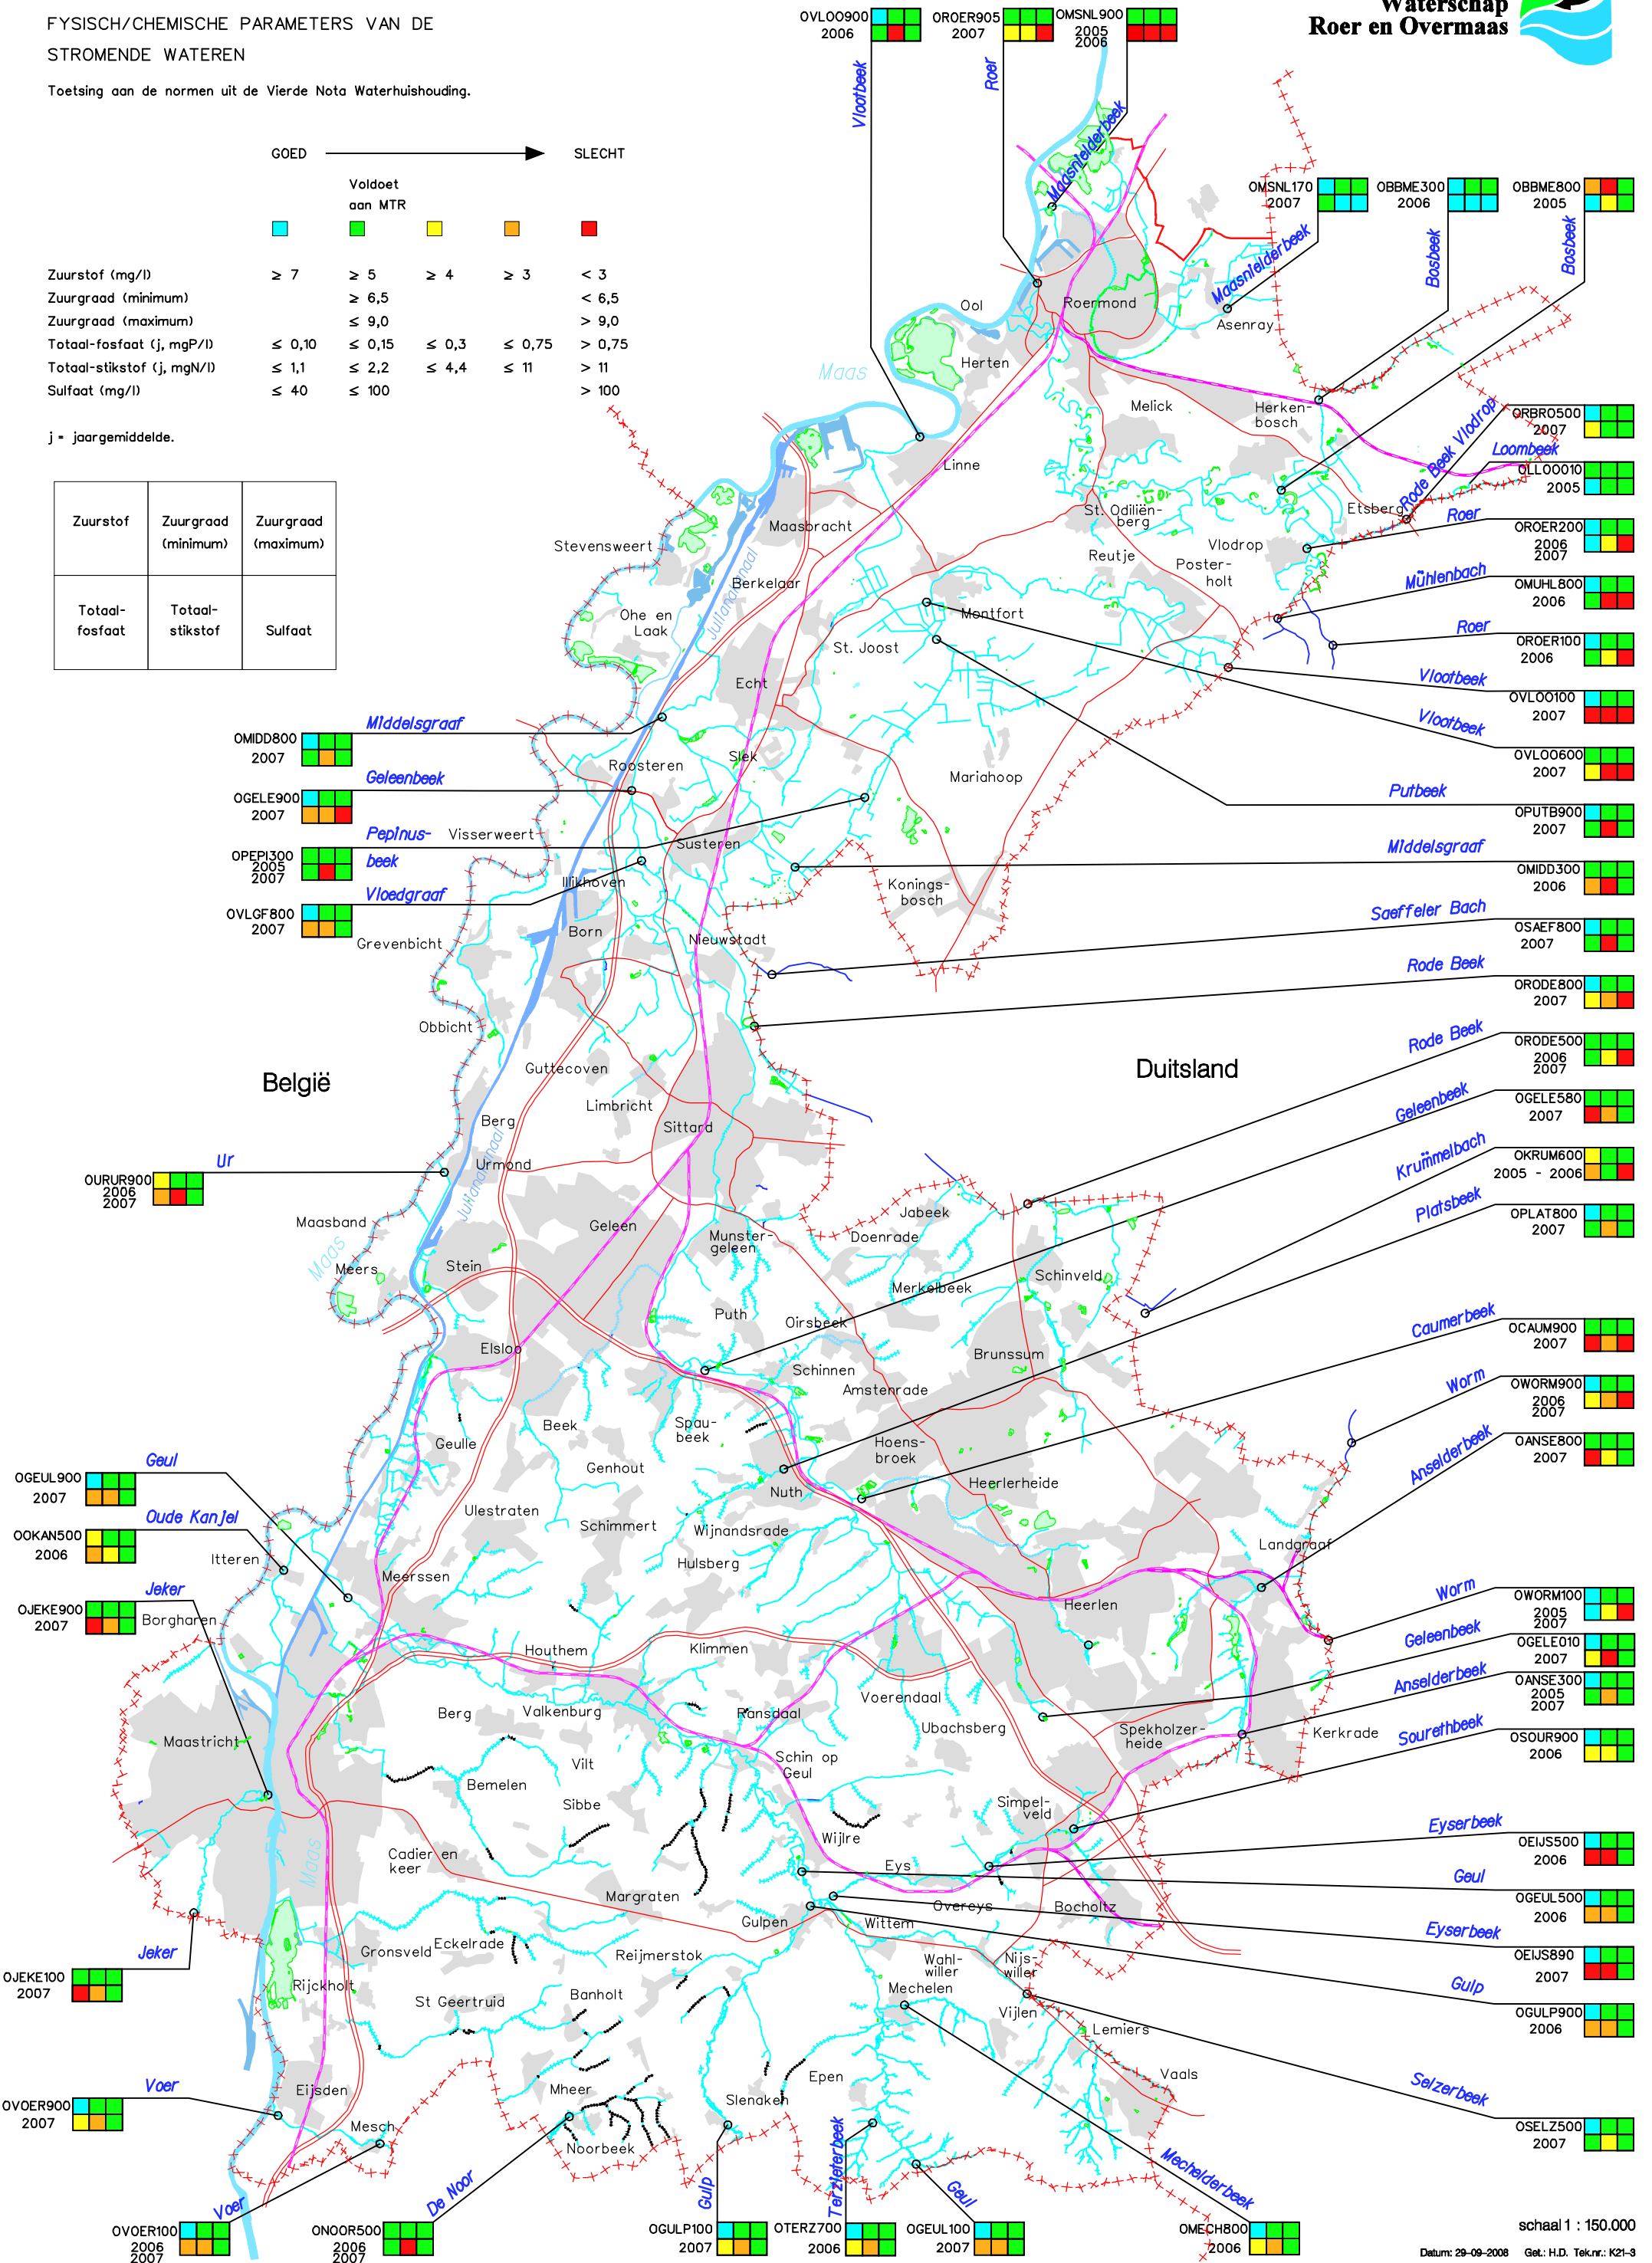 FYSISCH/CHEMISCHE PARAMETERS VAN DE
STROMENDE WATEREN
Toetsing aan de normen uit de Vierde Nota Waterhuishouding.
Waterschap
Roer en Overmaas
GOED SLECHT
Voldoet
aan MTR
Zuurstof (mg/l) ≥ 7 ≥ 5 ≥ 4 ≥ 3 < 3
Zuurgraad (minimum) ≥ 6,5 < 6,5
Zuurgraad (maximum) ≤ 9,0 > 9,0
Totaal-fosfaat (j, mgP/l) ≤ 0,10 ≤ 0,15 ≤ 0,3 ≤ 0,75 > 0,75
Totaal-stikstof (j, mgN/l) ≤ 1,1 ≤ 2,2 ≤ 4,4 ≤ 11 > 11
Sulfaat (mg/l) ≤ 40 ≤ 100 > 100
j = jaargemiddelde.
Zuurstof
Zuurgraad
(minimum)
Zuurgraad
(maximum)
Totaal-
fosfaat
Totaal-
stikstof
Sulfaat
OVLOO900
2006
Vlootbeek
OROER905
2007
Roer
OMSNL900
2005
2006
Maasnielderbeek
OMSNL170
2007
Maasnielderbeek
OBBME300
2006
Bosbeek
OBBME800
2005
Bosbeek
ORBRO500
2007
Rode Beek Vlodrop
Loombeek
OLLOO010
2005
Roer
OROER200
2006
2007
Mühlenbach
OMUHL800
2006
Roer
OROER100
2006
Vlootbeek
OVLOO100
2007
Vlootbeek
OVLOO600
2007
Putbeek
OPUTB900
2007
Middelsgraaf
OMIDD300
2006
Saeffeler Bach
OSAEF800
2007
Rode Beek
ORODE800
2007
Rode Beek
ORODE500
2006
2007
Geleenbeek
OGELE580
2007
Krummelbach
OKRUM600
2005 - 2006
Platsbeek
OPLAT800
2007
Caumerbeek
OCAUM900
2007
Worm
OWORM900
2006
2007
Anselderbeek
OANSE800
2007
Worm
OWORM100
2005
2007
Geleenbeek
OGELE010
2007
Anselderbeek
OANSE300
2005
2007
Sourethbeek
OSOUR900
2006
Eyserbeek
OEIJS500
2006
Geul
OGEUL500
2006
Eyserbeek
OEIJS890
2007
Gulp
OGULP900
2006
Selzerbeek
OSELZ500
2007
Middelsgraaf
OMIDD800
2007
Geleenbeek
OGELE900
2007
Pepinus-
beek
OPEPI300
2005
2007
Vloedgraaf
OVLGF800
2007
Ur
OURUR900
2006
2007
Geul
OGEUL900
2007
Oude Kanjel
OOKAN500
2006
Jeker
OJEKE900
2007
Jeker
OJEKE100
2007
Voer
OVOER900
2007
Voer
OVOER100
2006
2007
De Noor
ONOOR500
2006
2007
Gulp
OGULP100
2007
Terzieterbeek
OTERZ700
2006
Geul
OGEUL100
2007
Mechelderbeek
OMECH800
2006
Ool
Roermond
Asenray
Herten
Maas
Melick
Herken-
bosch
Linne
Maasbracht
St. Odiliën-
berg
Etsberg
Vlodrop
Reutje
Poster-
holt
Stevensweert
Berkelaar
Julianakanaal
Ohe en
Laak
Montfort
St. Joost
Echt
Slek
Roosteren
Mariahoop
Visserweert
Susteren
Illikhoven
Konings-
bosch
Born
Nieuwstadt
Grevenbicht
Obbicht
België
Duitsland
Guttecoven
Limbricht
Berg
Sittard
Urmond
Julianakanaal
Maasband
Maas
Meers
Stein
Geleen
Munster-
geleen
Jabeek
Doenrade
Merkelbeek
Schinveld
Puth
Oirsbeek
Elsloo
Schinnen
Brunssum
Amstenrade
Beek
Spau-
beek
Geulle
Genhout
Hoens-
broek
Nuth
Heerlerheide
Ulestraten
Schimmert
Wijnandsrade
Hulsberg
Landgraaf
Itteren
Meerssen
Heerlen
Borgharen
Houthem
Klimmen
Voerendaal
Berg
Valkenburg
Ransdaal
Ubachsberg
Spekholzer-
heide
Kerkrade
Maastricht
Vilt
Schin op
Geul
Bemelen
Sibbe
Simpel-
veld
Wijlre
Maas
Cadier en
keer
Eys
Margraten
Overeys
Bocholtz
Gulpen
Wittem
Gronsveld
Eckelrade
Reijmerstok
Wahl-
willer
Nijs-
willer
Rijckholt
St Geertruid
Banholt
Mechelen
Vijlen
Lemiers
Vaals
Eijsden
Mheer
Slenaken
Epen
Mesch
Noorbeek
schaal 1 : 150.000
Datum: 29-09-2008 Get.: H.D. Tek.nr.: K21-3